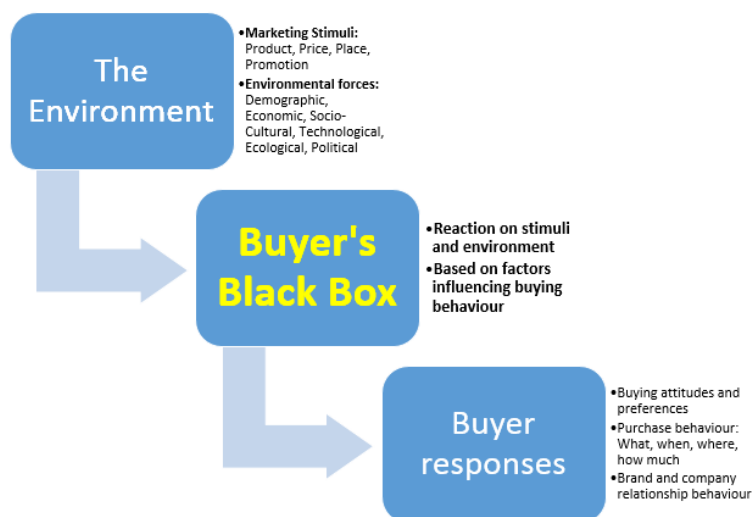 The
Environment
•Marketing Stimuli:
Product, Price, Place,
Promotion
•Environmental forces:
Demographic,
Economic, Socio-
Cultural, Technological,
Ecological, Political
Buyer's
Black Box
•Reaction on stimuli
and environment
•Based on factors
influencing buying
behaviour
Buyer
responses
•Buying attitudes and
preferences
•Purchase behaviour:
What, when, where,
how much
•Brand and company
relationship behaviour